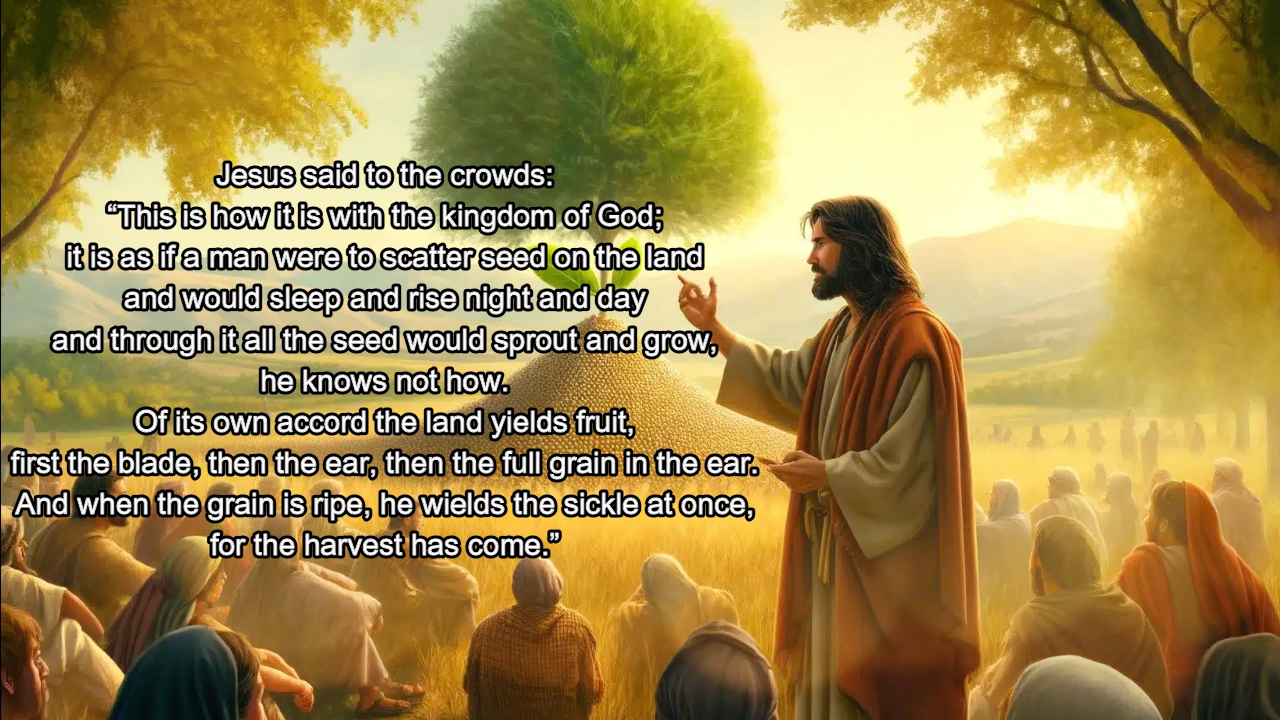 Jesus said to the crowds:
“This is how it is with the kingdom of God;
it is as if a man were to scatter seed on the land
and would sleep and rise night and day
and through it all the seed would sprout and grow,
he knows not how.
Of its own accord the land yields fruit,
first the blade, then the ear, then the full grain in the ear.
And when the grain is ripe, he wields the sickle at once,
for the harvest has come.”